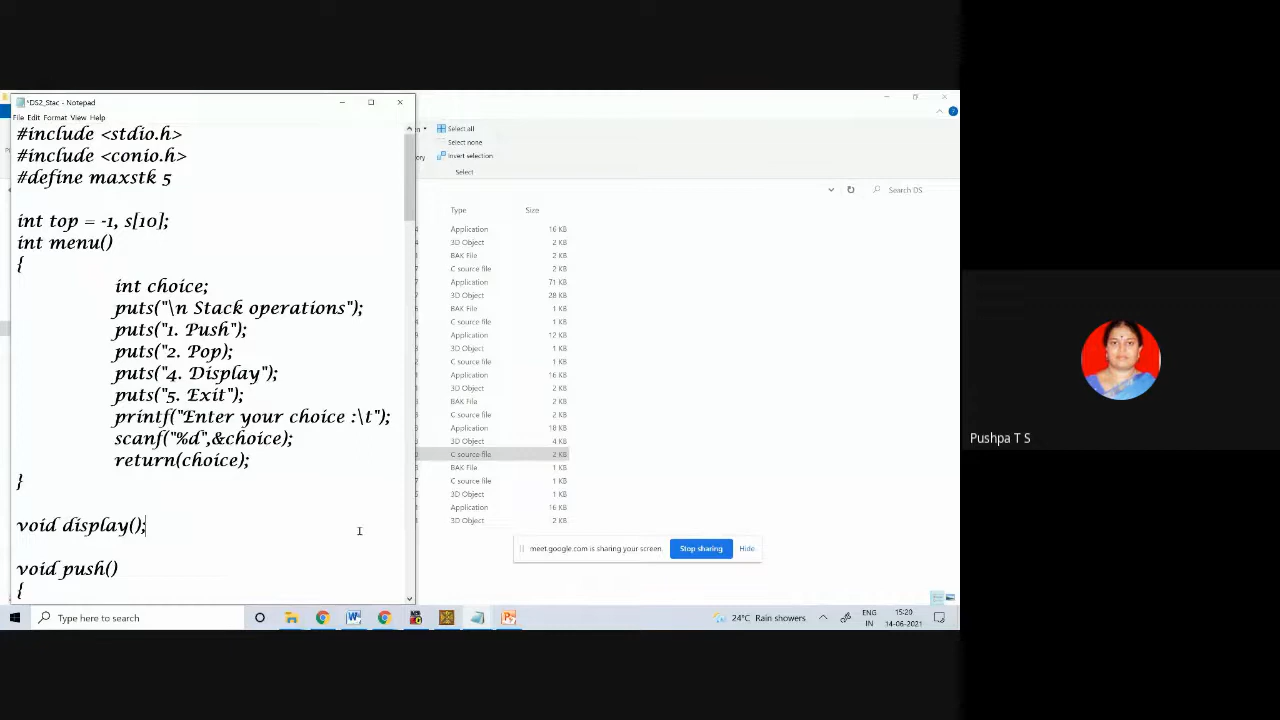 *DS2_Stac - Notepad
File Edit Format View Help
#include <stdio.h>
#include <conio.h>
#define maxstk 5
int top = -1, s[10];
int menu()
{
int choice;
puts("\n Stack operations");
puts("1. Push");
puts("2. Pop);
puts("4. Display");
puts("5. Exit");
printf("Enter your choice :\t");
scanf("%d",&choice);
return(choice);
}
void display();
void push()
{
Select all
Select none
Invert selection
Select
Search DS
Type Size
Application 16 KB
3D Object 2 KB
BAK File 2 KB
C source file 2 KB
Application 71 KB
3D Object 28 KB
BAK File 1 KB
C source file 1 KB
Application 12 KB
3D Object 1 KB
C source file 1 KB
Application 16 KB
3D Object 1 KB
BAK File 2 KB
C source file 2 KB
Application 18 KB
3D Object 4 KB
C source file 2 KB
BAK File 1 KB
C source file 1 KB
3D Object 1 KB
Application 16 KB
3D Object 2 KB
meet.google.com is sharing your screen.
Stop sharing
Hide
Type here to search
24°C Rain showers
ENG
IN
15:20
14-06-2021
Pushpa T S